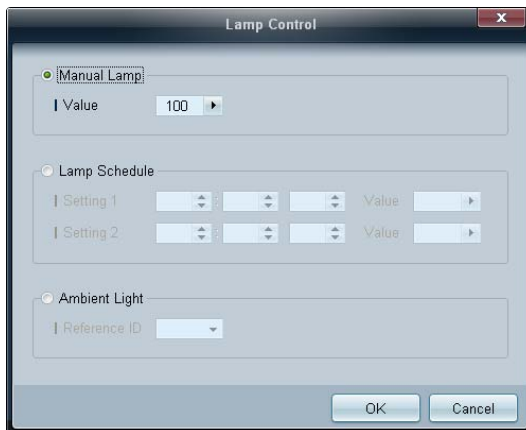 Lamp Control
x
Manual Lamp
Value 100
Lamp Schedule
Setting 1 : Value
Setting 2 : Value
Ambient Light
Reference ID
OK Cancel